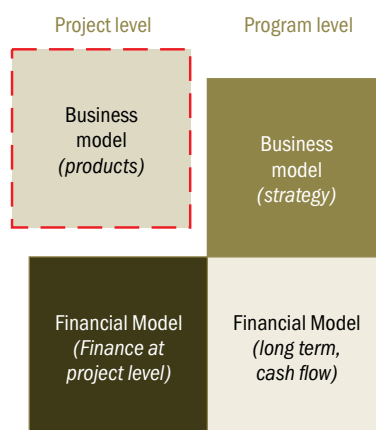 Project level
Program level
Business
model
(products)
Business
model
(strategy)
Financial Model
(Finance at
project level)
Financial Model
(long term,
cash flow)